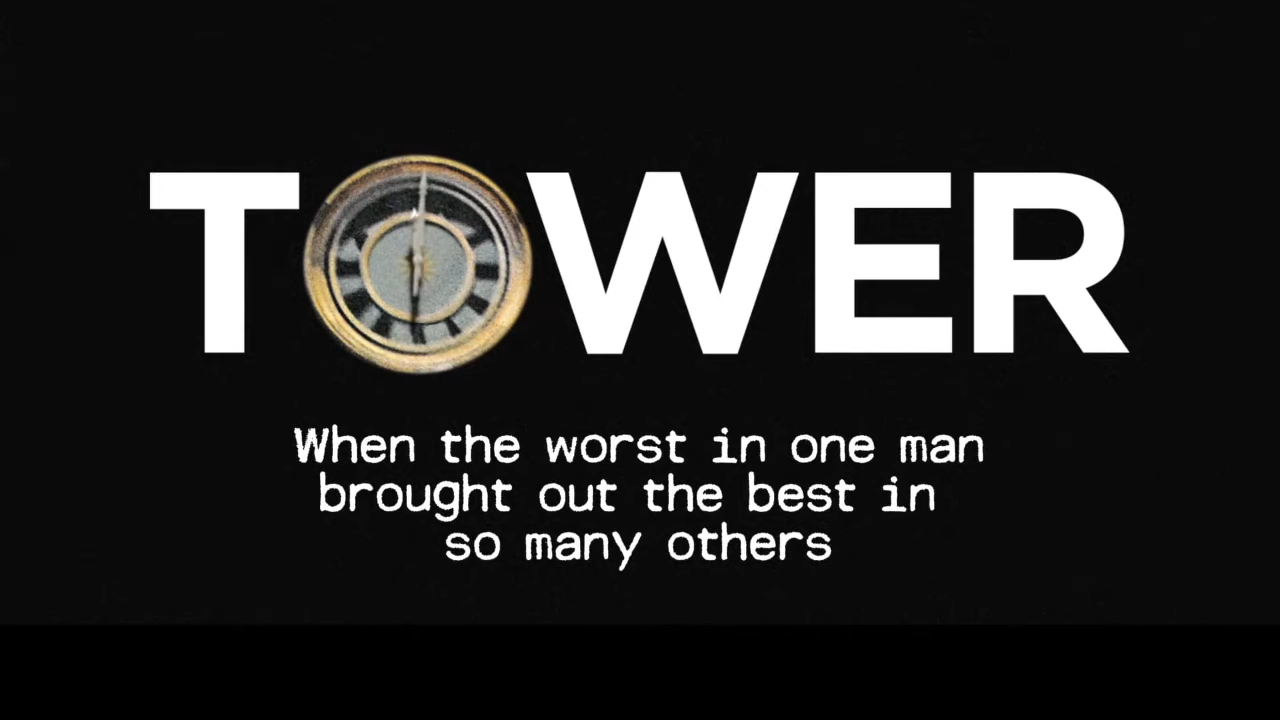 TOWER
When the worst in one man
brought out the best in
so many others